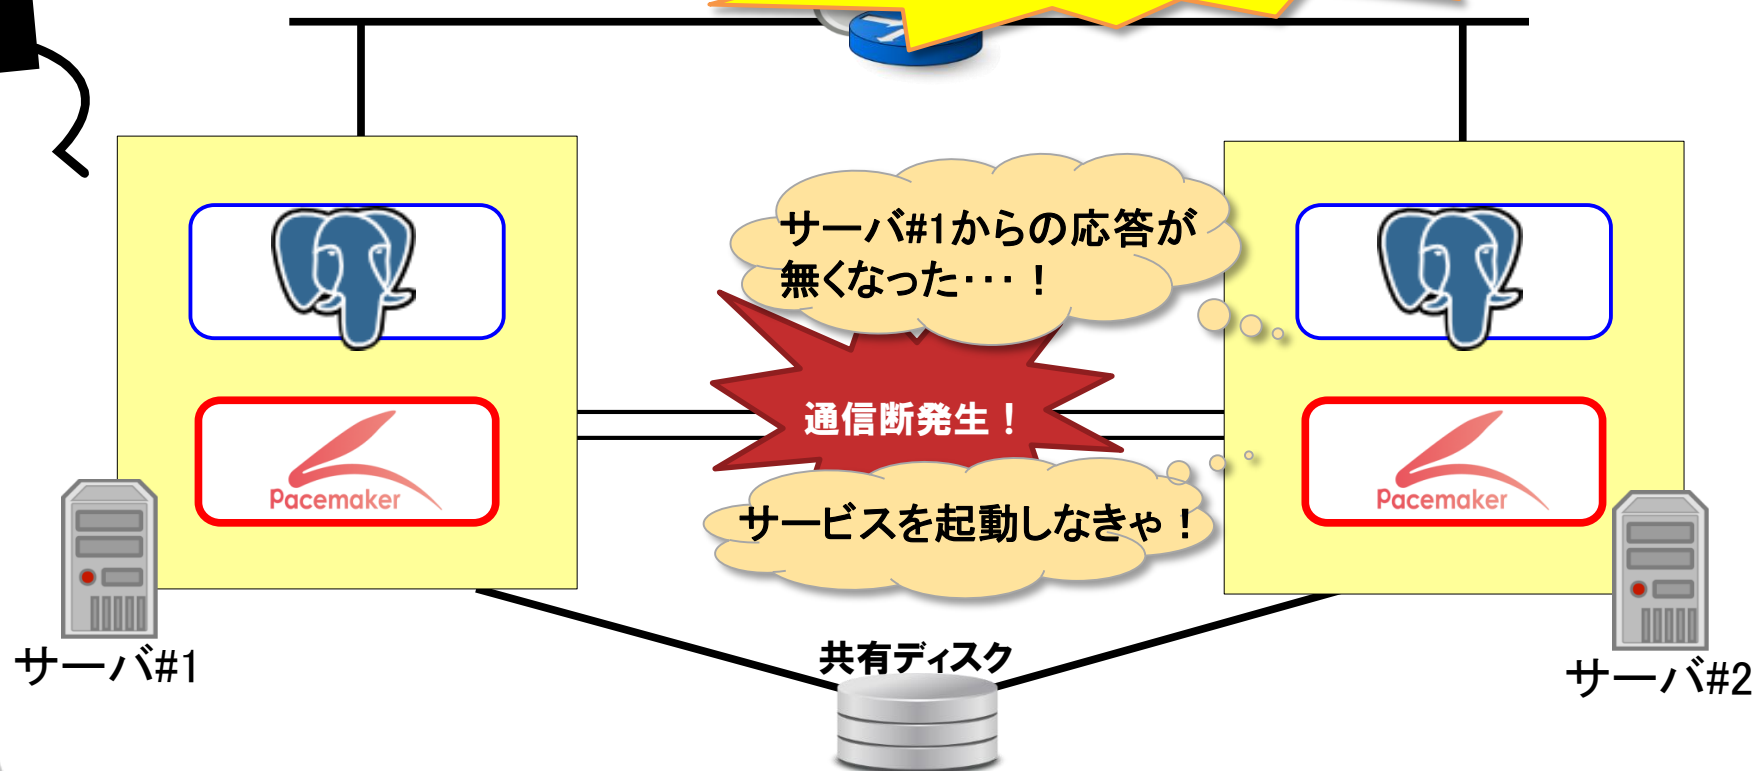 サーバ#1からの応答が
無くなった･･･！
通信断発生！
Pacemaker
Pacemaker
サービスを起動しなきゃ！
共有ディスク
サーバ#1
サーバ#2